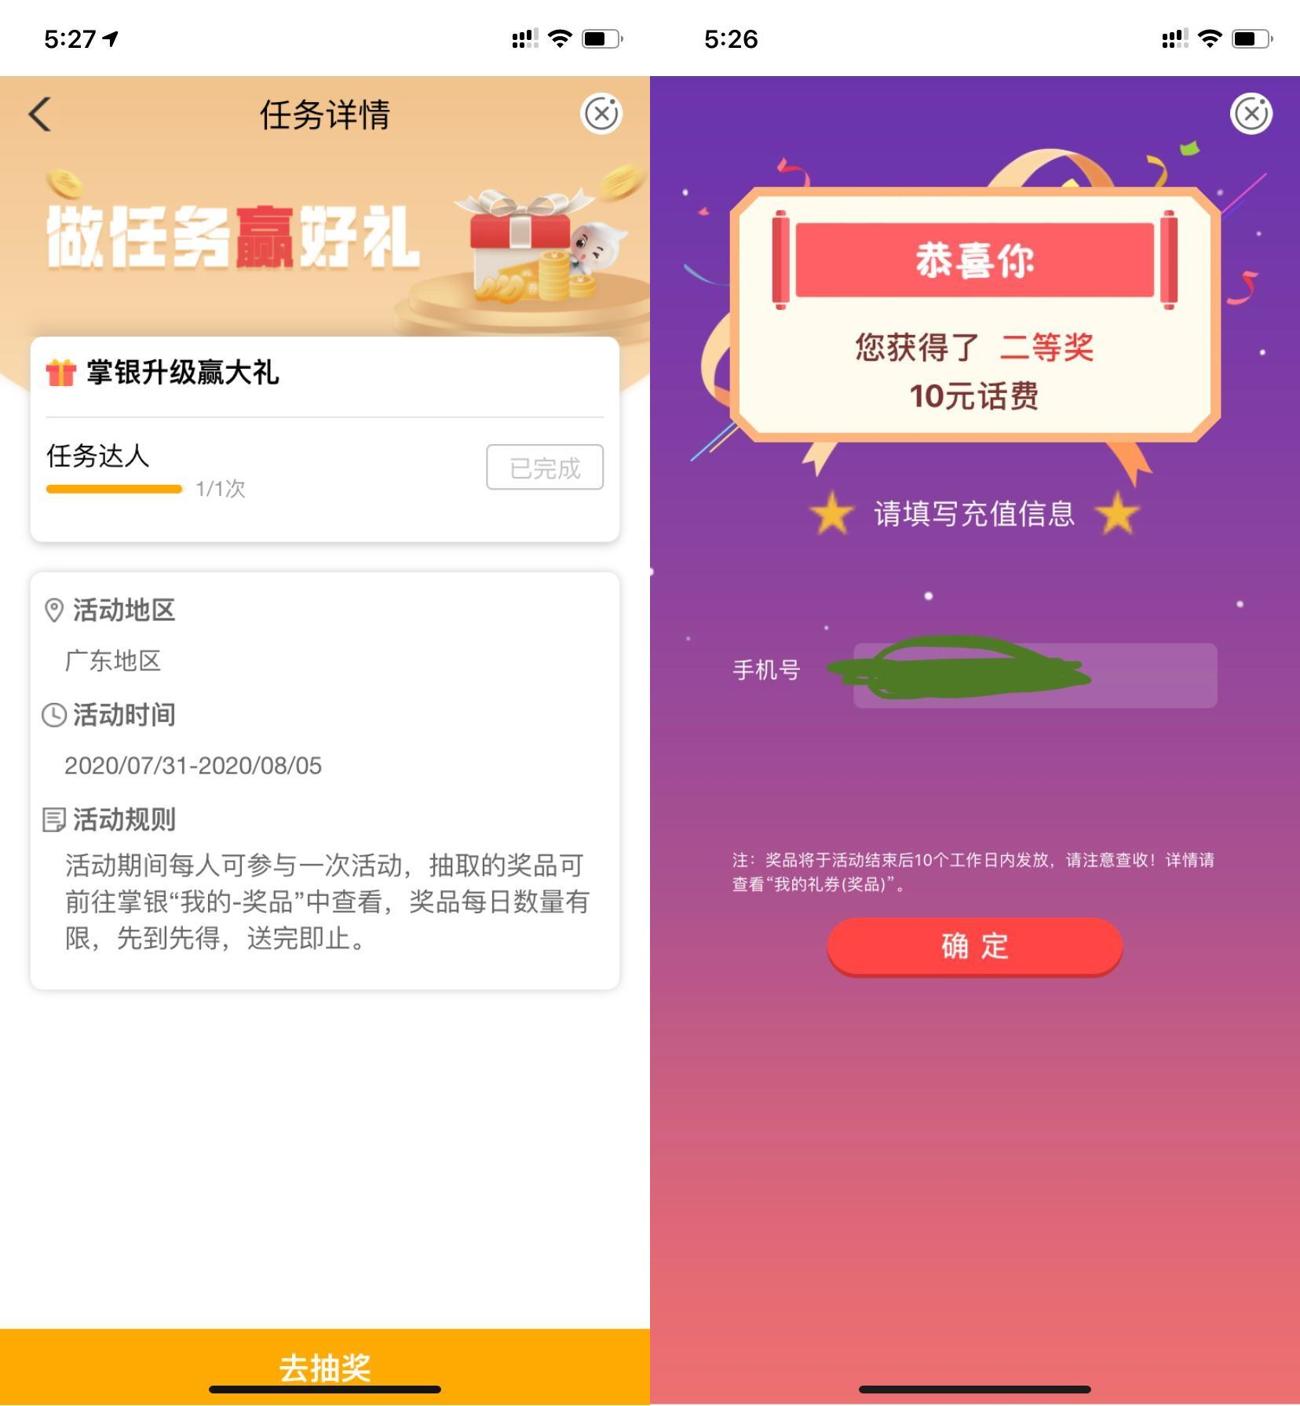 5:27
任务详情
做任务赢好礼
掌银升级赢大礼
任务达人
1/1次
已完成
活动地区
广东地区
活动时间
2020/07/31-2020/08/05
活动规则
活动期间每人可参与一次活动，抽取的奖品可
前往掌银“我的-奖品”中查看，奖品每日数量有
限，先到先得，送完即止。
去抽奖
5:26
恭喜你
您获得了 二等奖
10元话费
请填写充值信息
手机号
注：奖品将于活动结束后10个工作日内发放，请注意查收！详情请
查看“我的礼券(奖品)”。
确 定